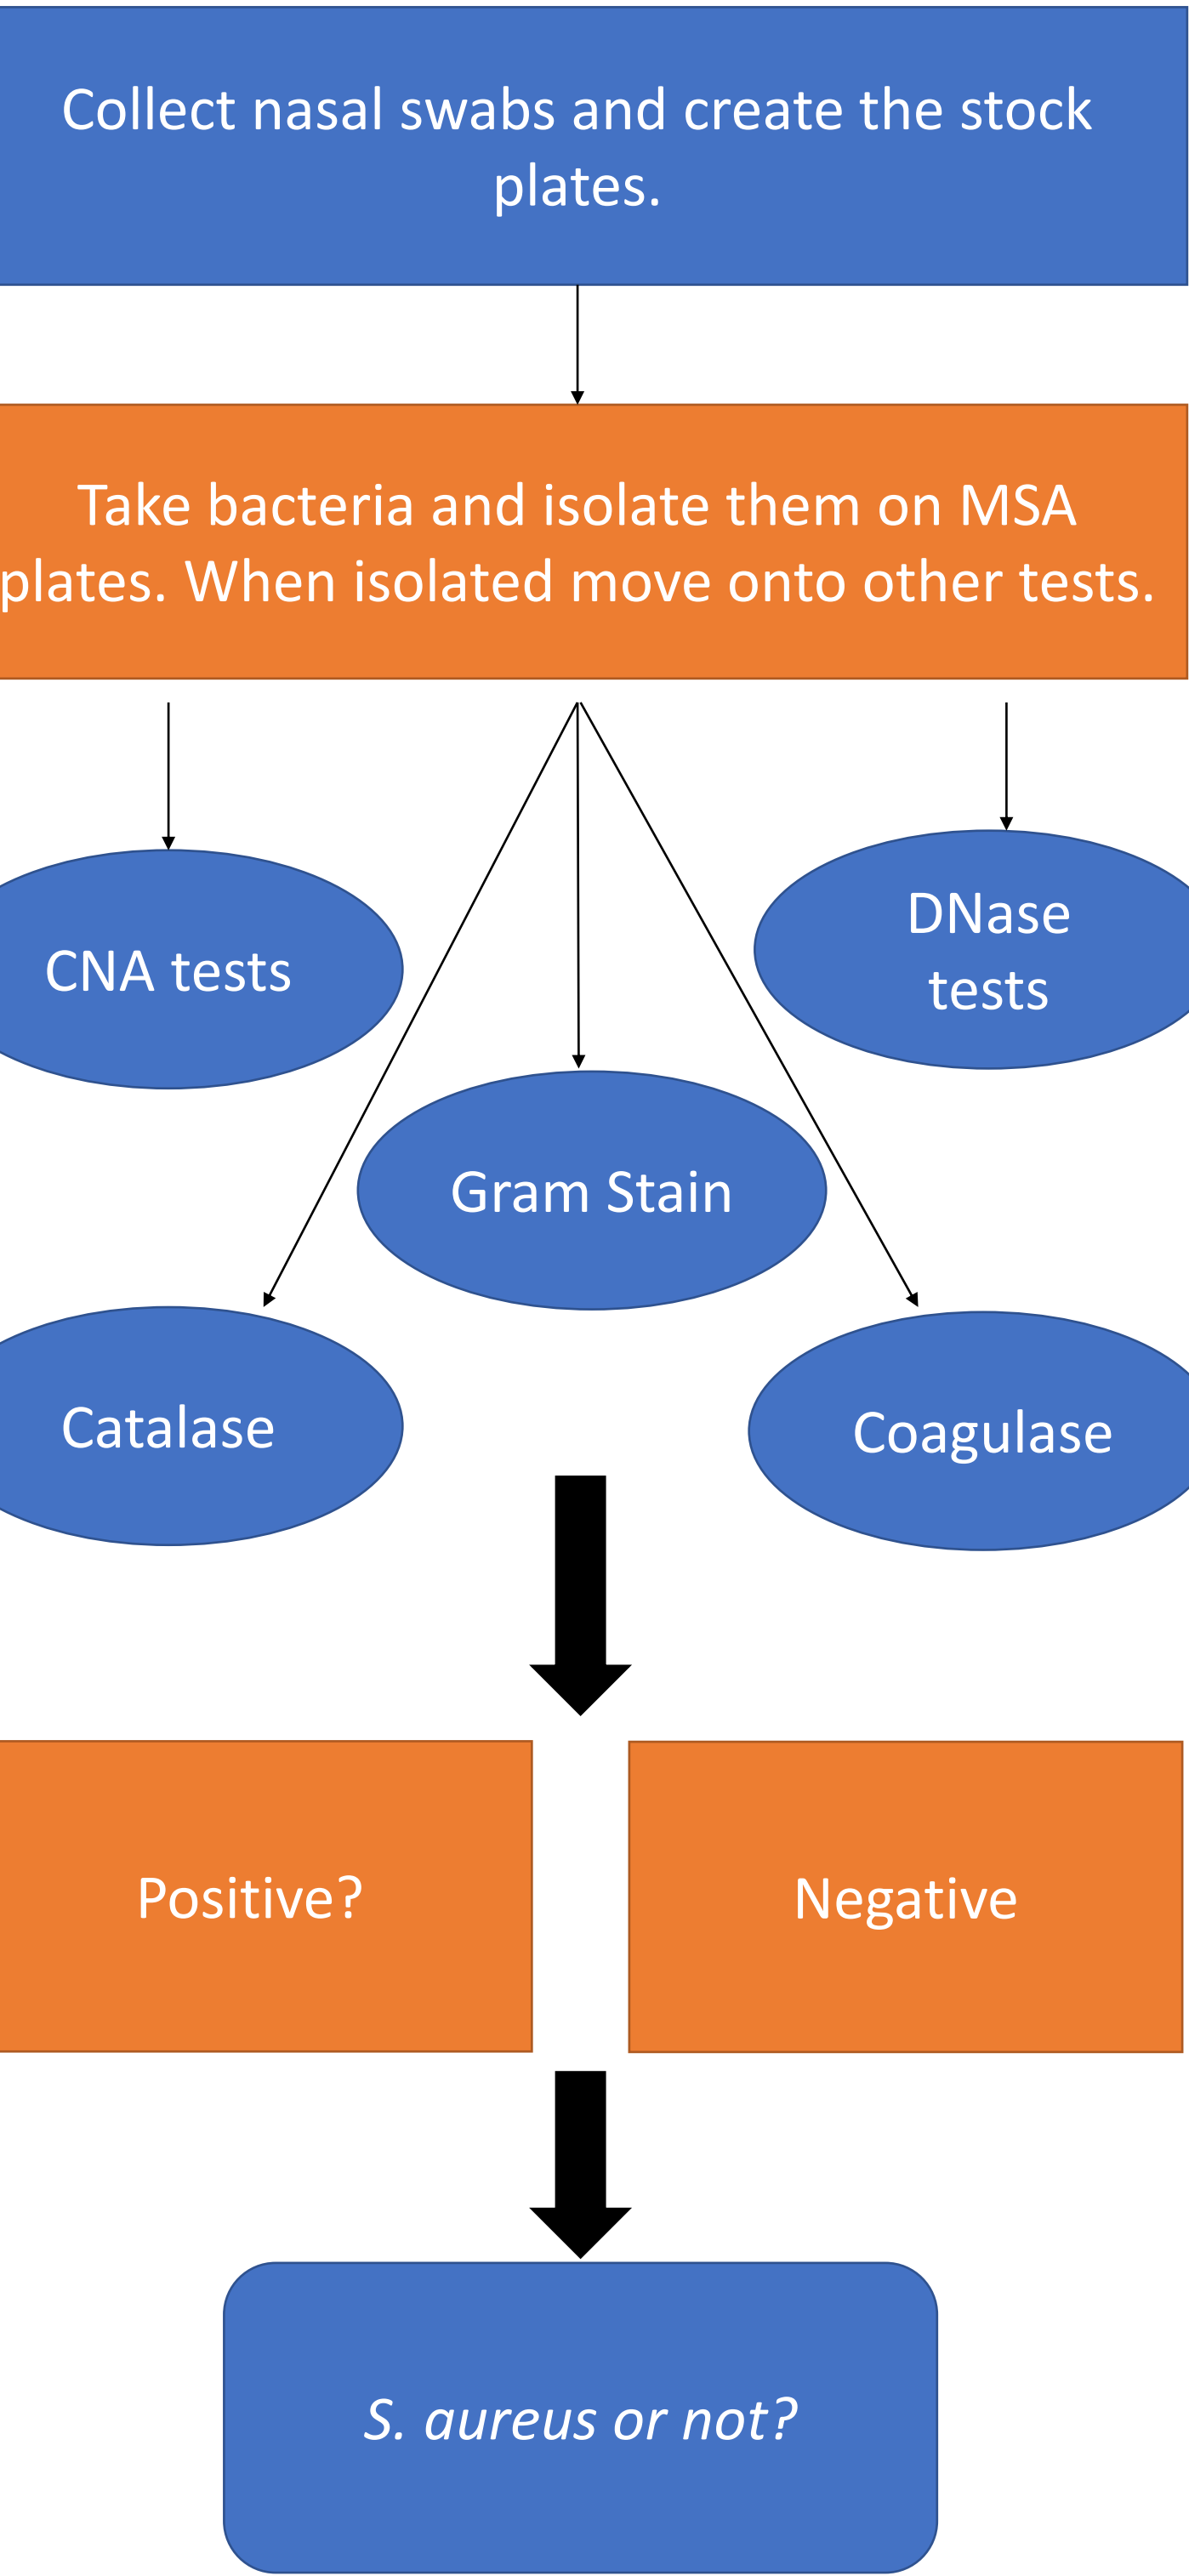 Collect nasal swabs and create the stock
plates.
Take bacteria and isolate them on MSA
plates. When isolated move onto other tests.
CNA tests
DNase
tests
Gram Stain
Catalase
Coagulase
Positive?
Negative
S. aureus or not?